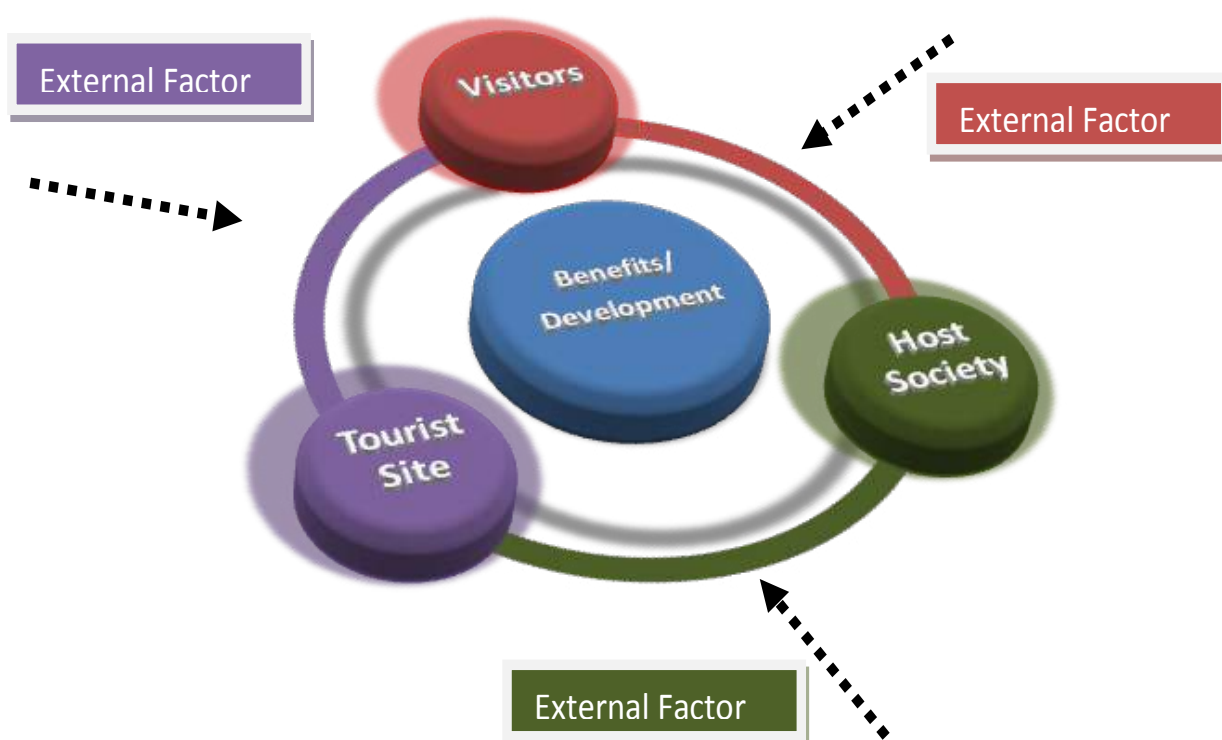 External Factor
Visitors
External Factor
Benefits/
Development
Host
Society
Tourist
Site
External Factor